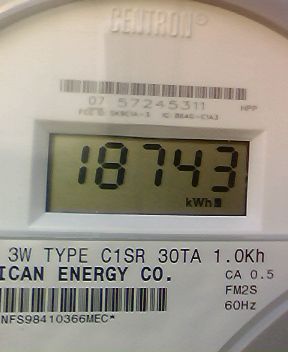 CENTRON®
07 57245311
HPP
18743
kWh
3W TYPE C1SR 30TA 1.0Kh
ICAN ENERGY CO.
CA 0.5
FM2S
60Hz
NFS98410366MEC*